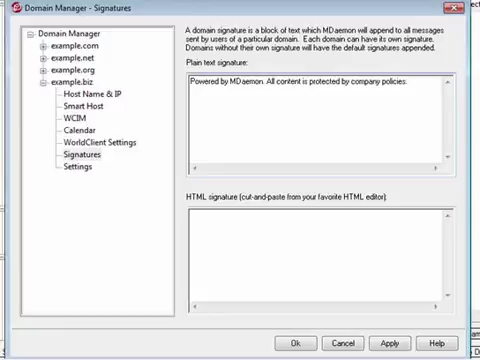 Domain Manager - Signatures
Domain Manager
example.com
example.net
example.org
example.biz
Host Name & IP
Smart Host
WCIM
Calendar
WorldClient Settings
Signatures
Settings
A domain signature is a block of text which MDaemon will append to all messages
sent by users of a particular domain. Each domain can have its own signature.
Domains without their own signature will have the default signatures appended.
Plain text signature:
Powered by MDaemon. All content is protected by company policies.
HTML signature (cut-and-paste from your favorite HTML editor):
Ok
Cancel
Apply
Help